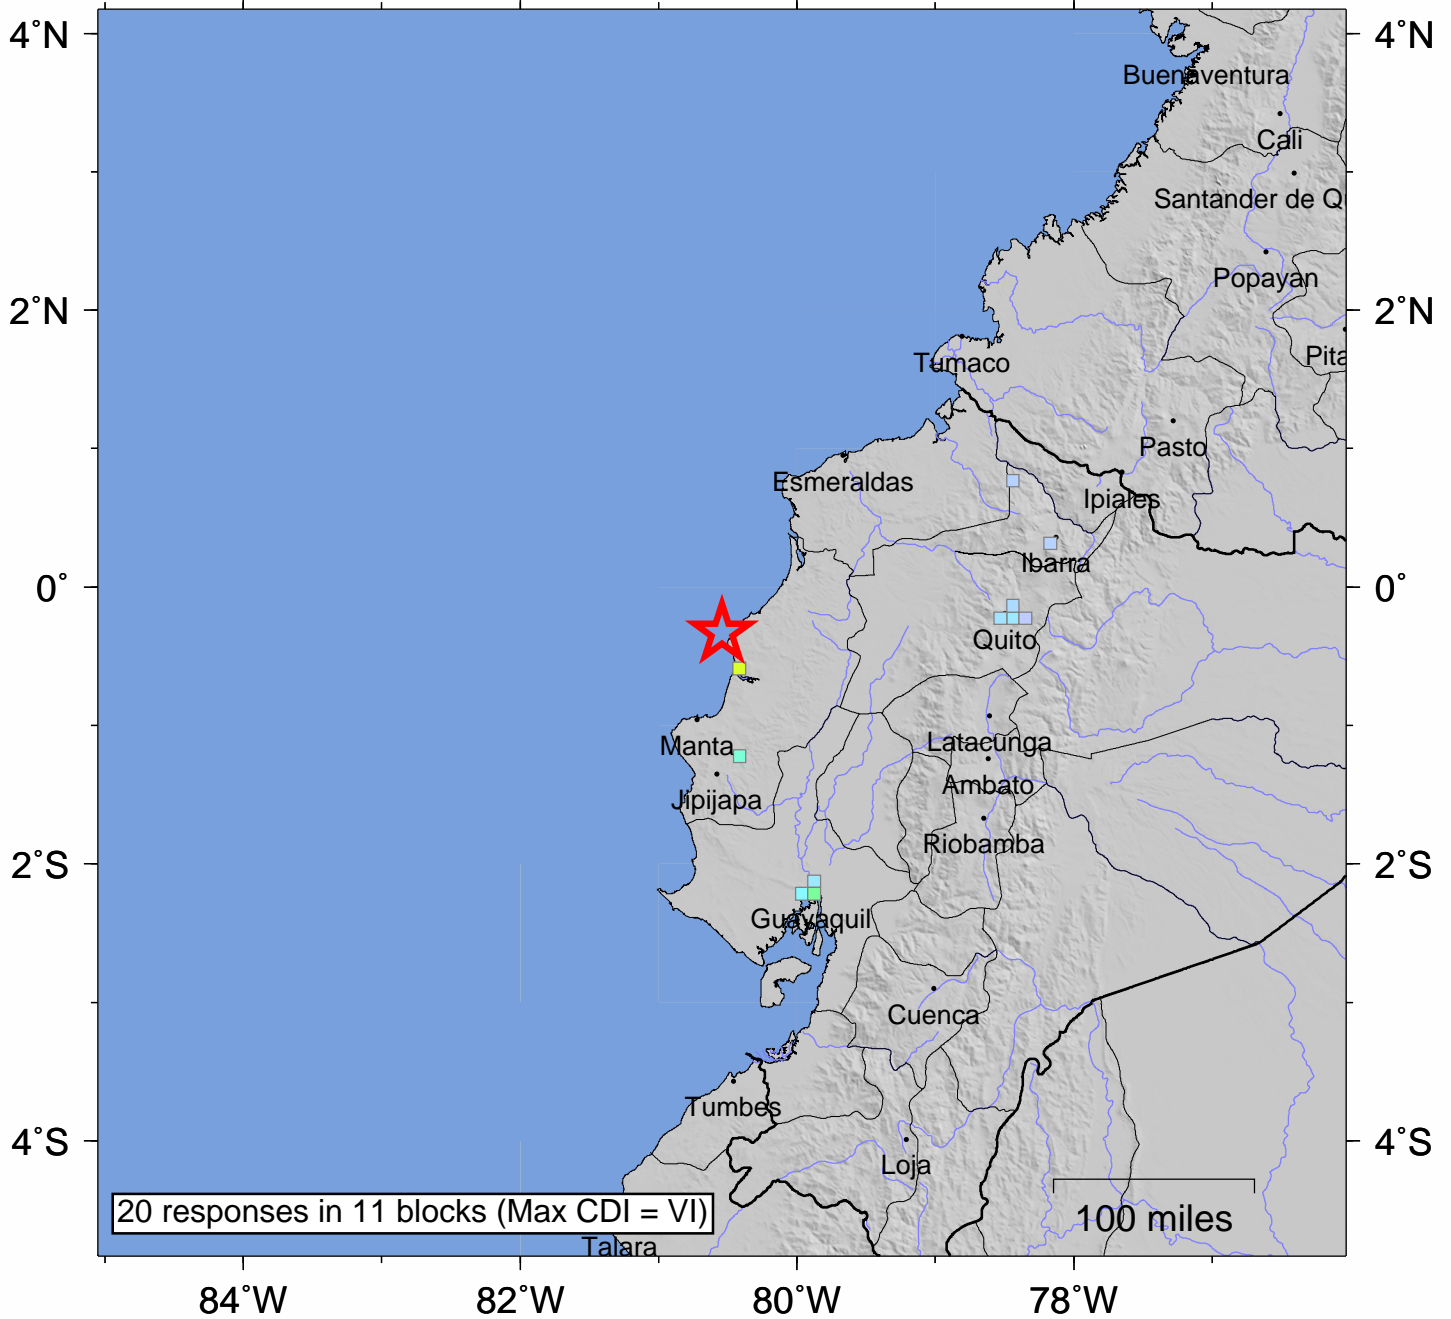 4°N
4°N
Buenaventura
Cali
Santander de Qu
Popayan
2°N
2°N
Pita
Tumaco
Pasto
Esmeraldas
Ipiales
Ibarra
0°
0°
Quito
Manta
Latacunga
Ambato
Jipijapa
Riobamba
2°S
2°S
Guayaquil
Cuenca
Tumbes
4°S
4°S
Loja
20 responses in 11 blocks (Max CDI = VI)
100 miles
Talara
84°W
82°W
80°W
78°W